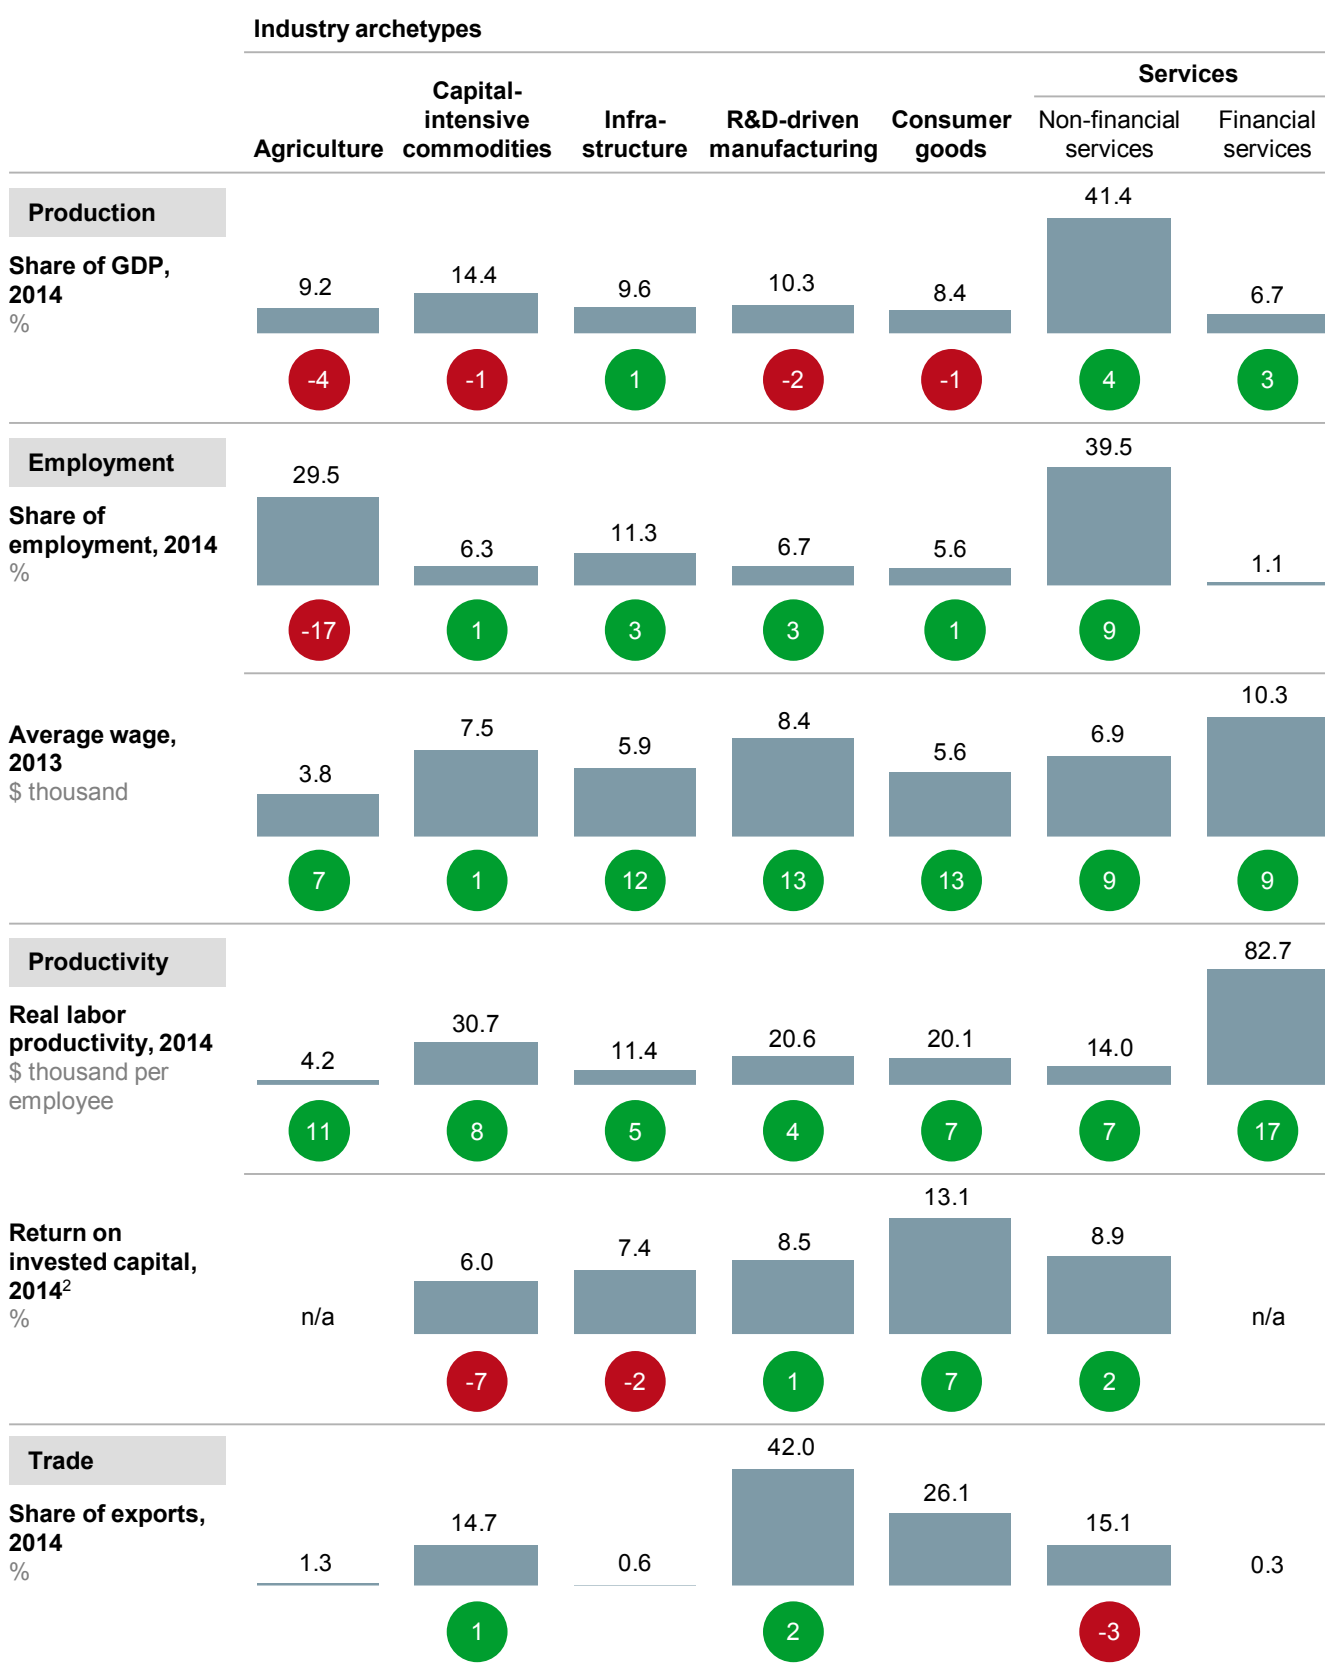 Industry archetypes
Services
Agriculture
Capital-
intensive
commodities
Infra-
structure
R&D-driven
manufacturing
Consumer
goods
Non-financial
services
Financial
services
Production
Share of GDP,
2014
%
9.2 14.4 9.6 10.3 8.4 41.4 6.7
-4 -1 1 -2 -1 4 3
Employment
Share of
employment, 2014
%
29.5 6.3 11.3 6.7 5.6 39.5 1.1
-17 1 3 3 1 9
Average wage,
2013
$ thousand
3.8 7.5 5.9 8.4 5.6 6.9 10.3
7 1 12 13 13 9 9
Productivity
Real labor
productivity, 2014
$ thousand per
employee
4.2 30.7 11.4 20.6 20.1 14.0 82.7
11 8 5 4 7 7 17
Return on
invested capital,
2014²
%
n/a 6.0 7.4 8.5 13.1 8.9 n/a
-7 -2 1 7 2
Trade
Share of exports,
2014
%
1.3 14.7 0.6 42.0 26.1 15.1 0.3
1 2 -3